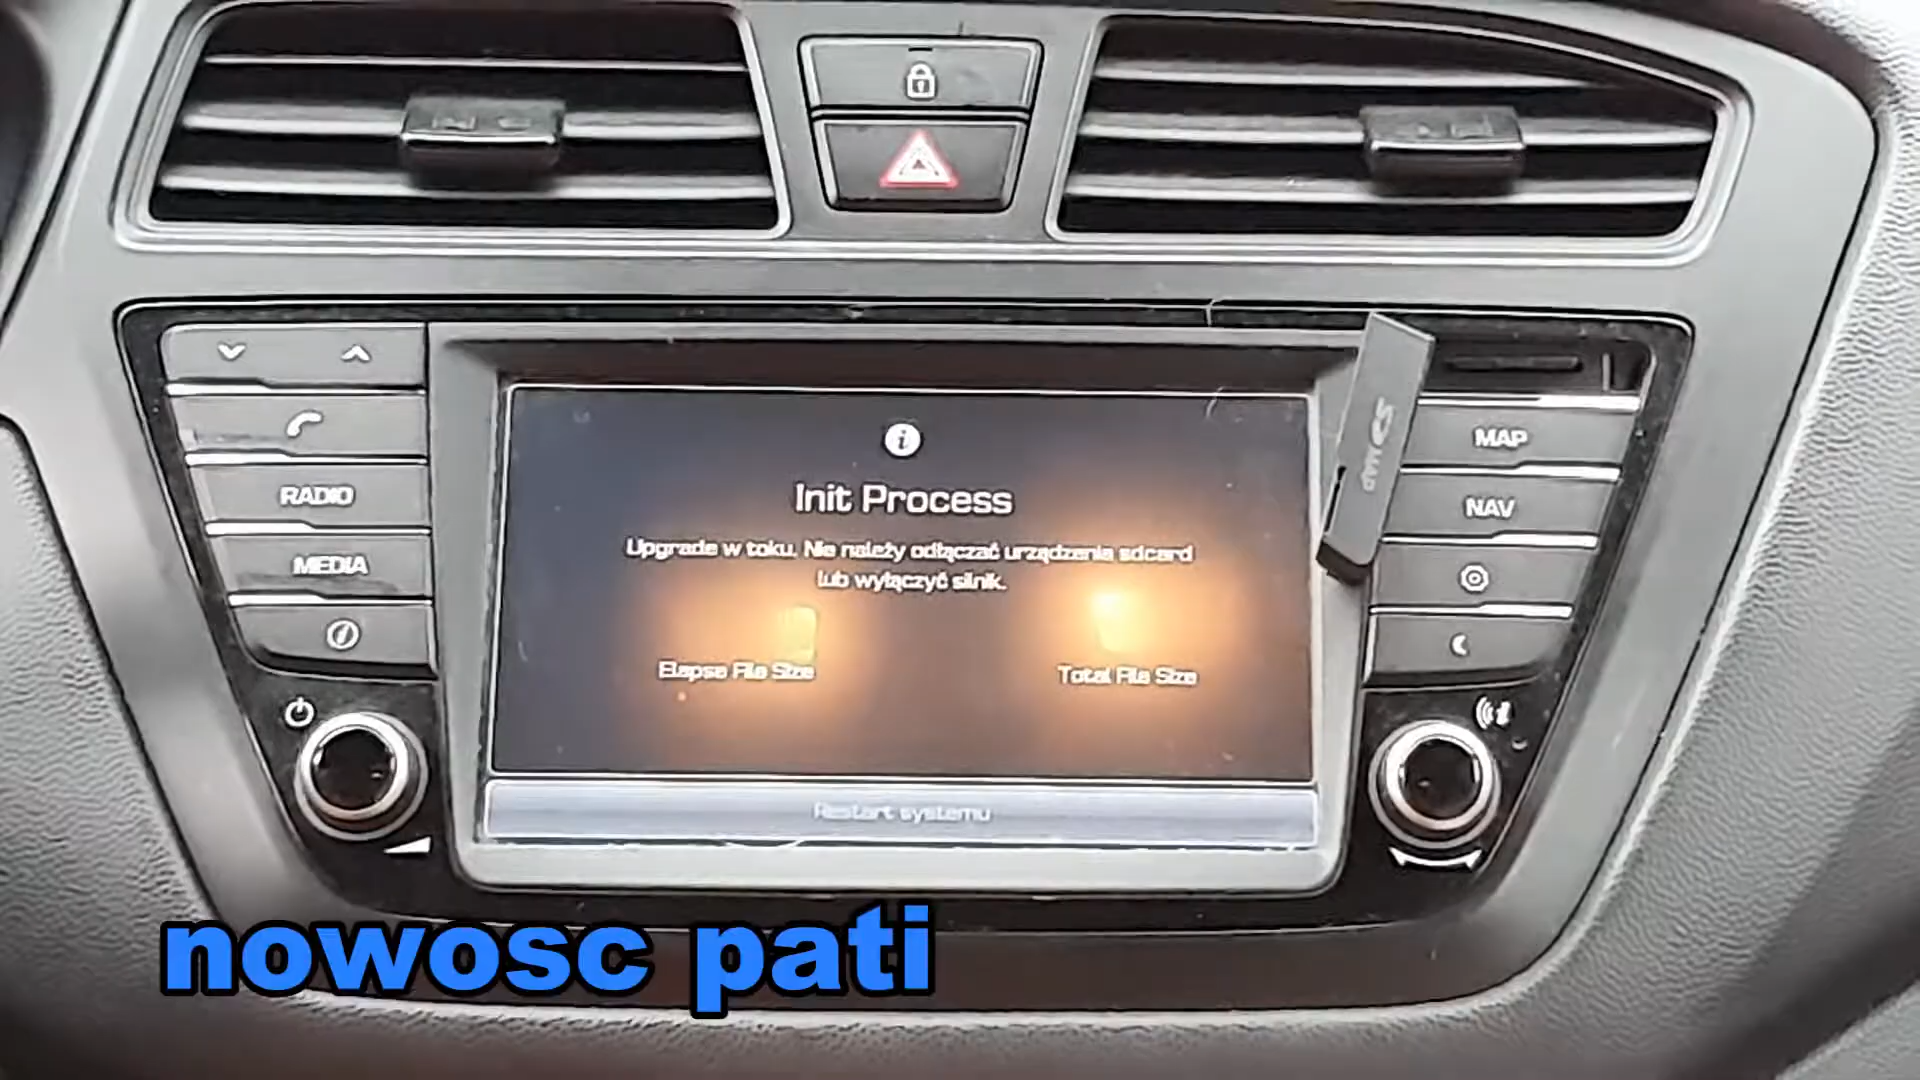 Init Process
Upgrade w toku. Nie należy odłączać urządzenia sdcard
lub wyłączyć silnik.
Elapse File Size
Total File Size
Restart systemu
RADIO
MEDIA
MAP
NAV
nowosc pati